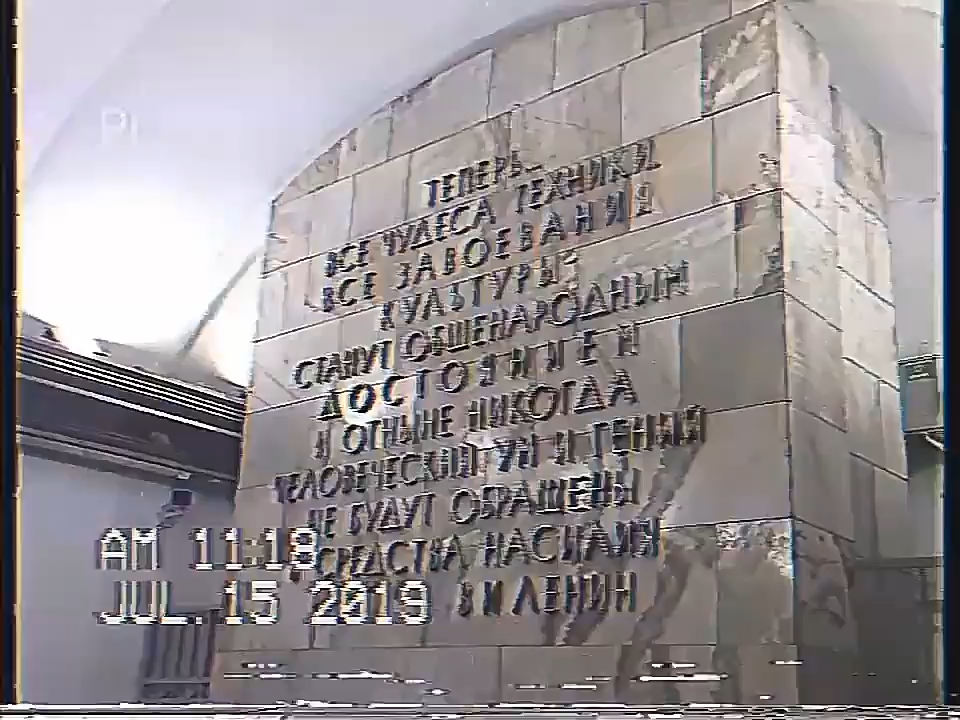 ТЕПЕРЬ
ВСЕ ЧУДЕСА ТЕХНИКИ,
ВСЕ ЗАВОЕВАНИЯ
КУЛЬТУРЫ
СТАНУТ ОБЩЕНАРОДНЫМ
ДОСТОЯНИЕМ
И ОТНЫНЕ НИКОГДА
ЧЕЛОВЕЧЕСКИЙ УМ И ГЕНИЙ
НЕ БУДУТ ОБРАЩЕНЫ
СРЕДСТВА НАСИЛИЯ
В И ЛЕНИН
AM 11:18
JUL. 15 2019